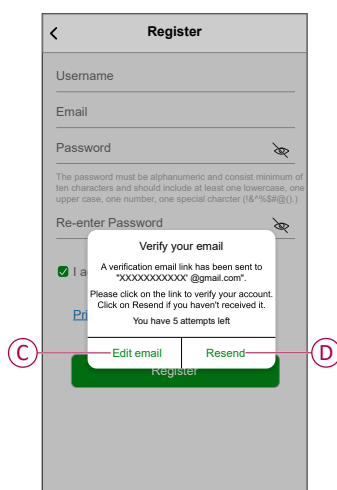 Register
Username
Email
Password
The password must be alphanumeric and consist minimum of
ten characters and should include at least one lowercase, one
upper case, one number, one special charcter (!&^%$#@().)
Re-enter Password
Verify your email
A verification email link has been sent to
"XXXXXXXXXXX' @gmail.com".
I a
Please click on the link to verify your account.
Click on Resend if you haven't received it.
Pri
You have 5 attempts left
C
Edit email
Resend
D
Register